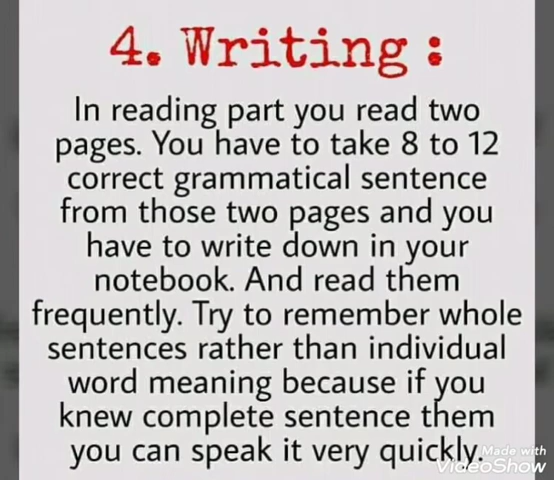 4. Writing :
In reading part you read two
pages. You have to take 8 to 12
correct grammatical sentence
from those two pages and you
have to write down in your
notebook. And read them
frequently. Try to remember whole
sentences rather than individual
word meaning because if you
knew complete sentence them
you can speak it very quickly.
Made with
VideoShow